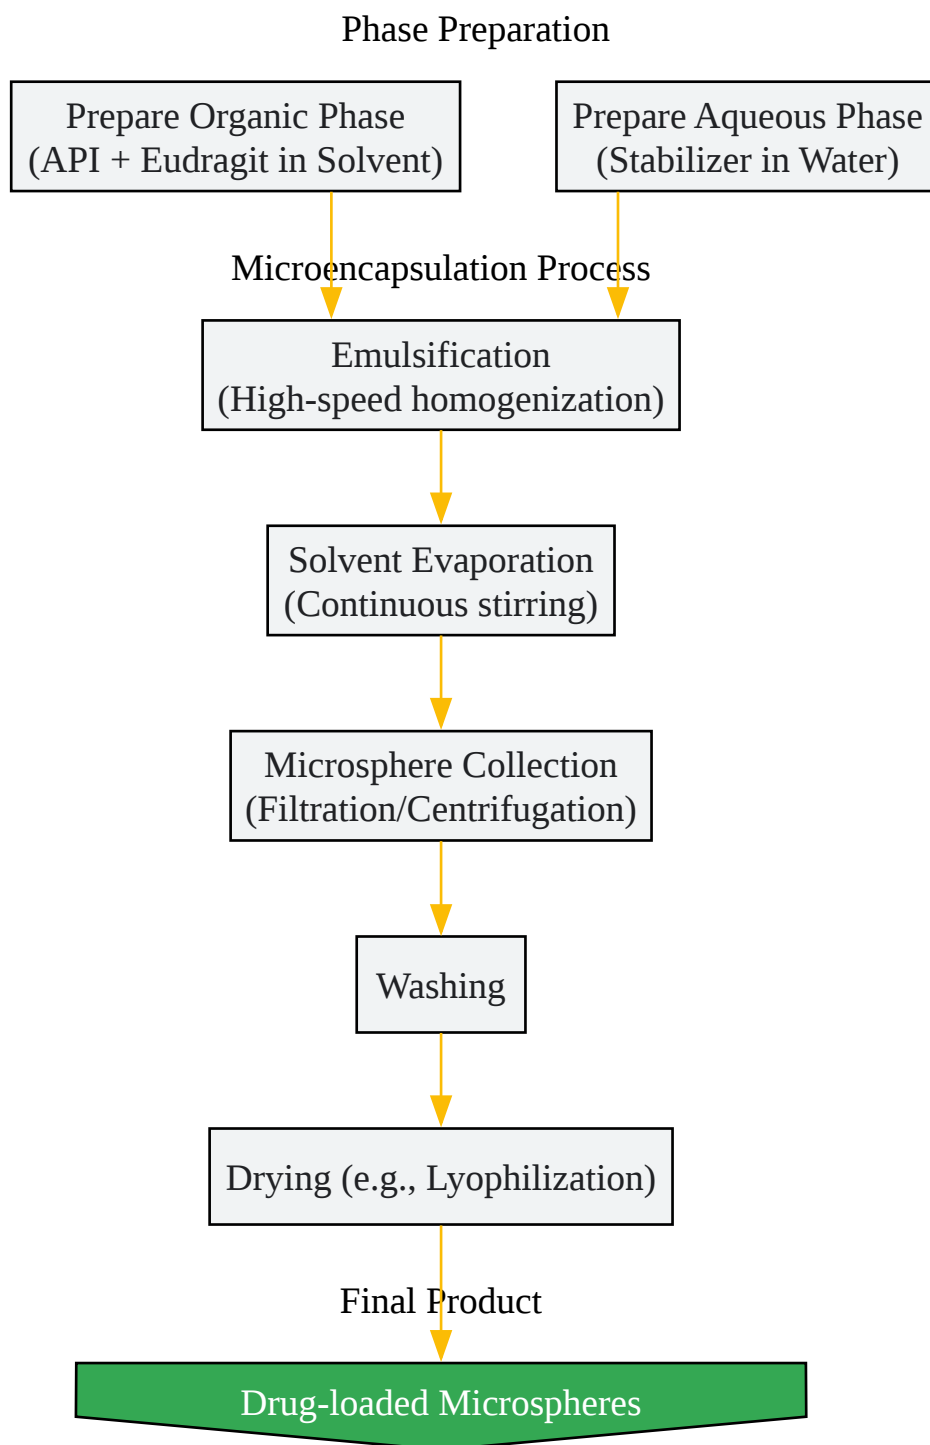 Phase Preparation
Prepare Organic Phase
(API + Eudragit in Solvent)
Prepare Aqueous Phase
(Stabilizer in Water)
Microencapsulation Process
Emulsification
(High-speed homogenization)
Solvent Evaporation
(Continuous stirring)
Microsphere Collection
(Filtration/Centrifugation)
Washing
Drying (e.g., Lyophilization)
Final Product
Drug-loaded Microspheres